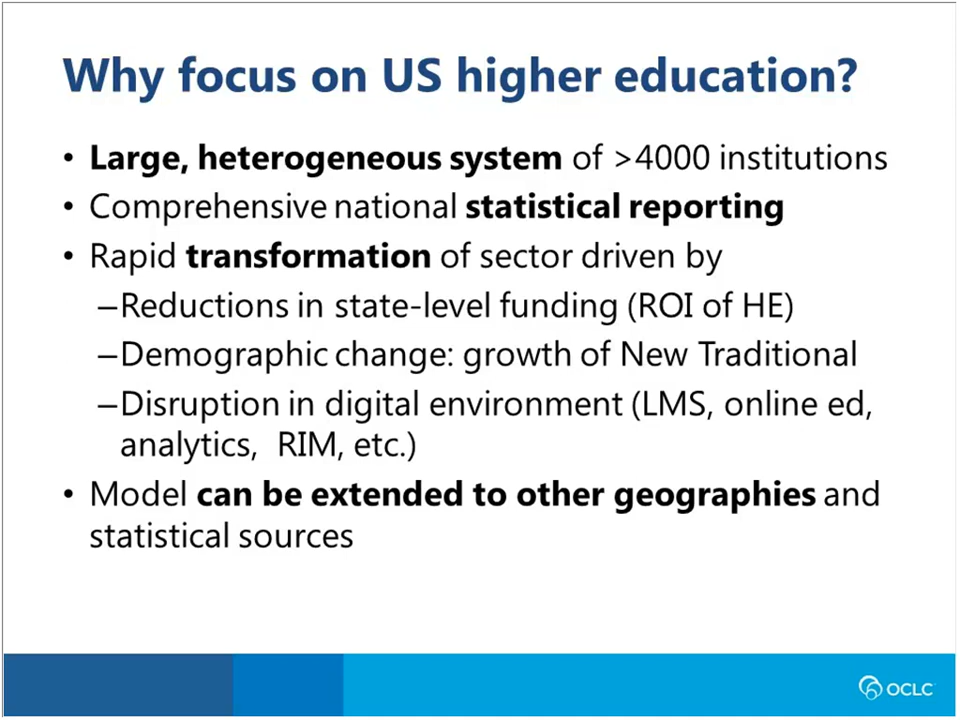 Why focus on US higher education?
• Large, heterogeneous system of >4000 institutions
• Comprehensive national statistical reporting
• Rapid transformation of sector driven by
–Reductions in state-level funding (ROI of HE)
–Demographic change: growth of New Traditional
–Disruption in digital environment (LMS, online ed,
analytics, RIM, etc.)
• Model can be extended to other geographies and
statistical sources
OCLC